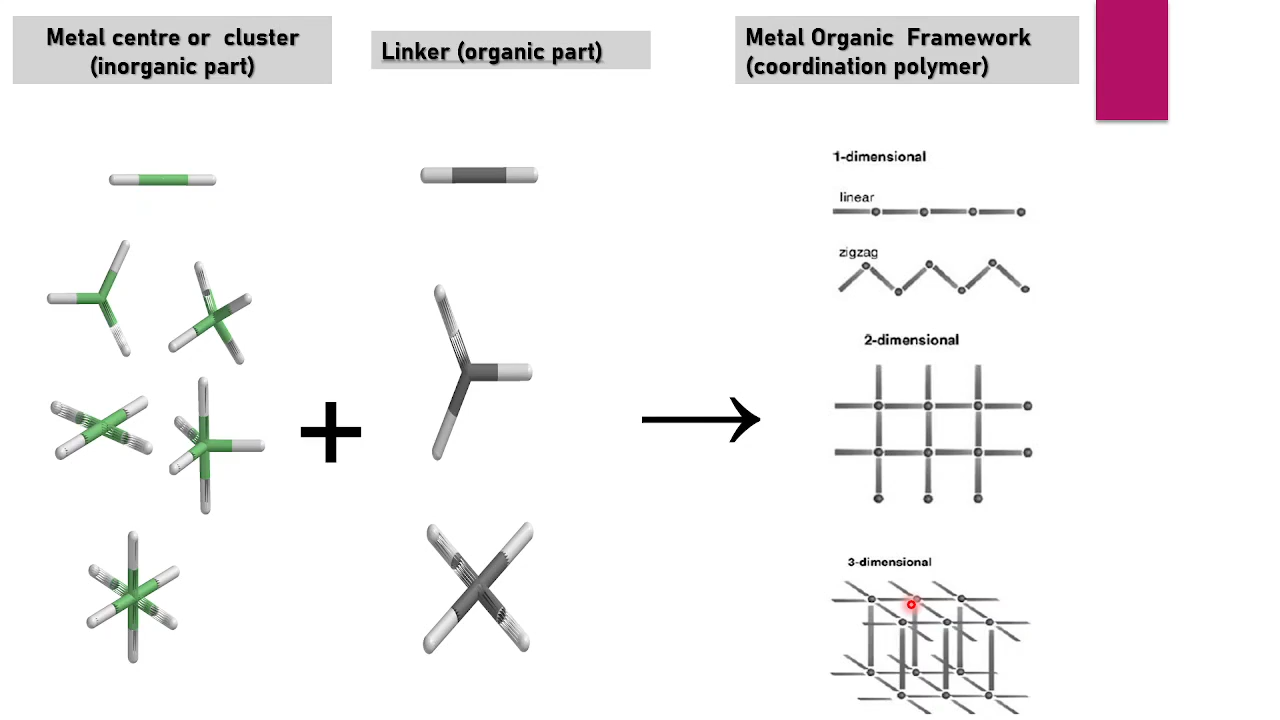 Metal centre or cluster
(inorganic part)
Linker (organic part)
Metal Organic Framework
(coordination polymer)
1-dimensional
linear
zigzag
2-dimensional
3-dimensional